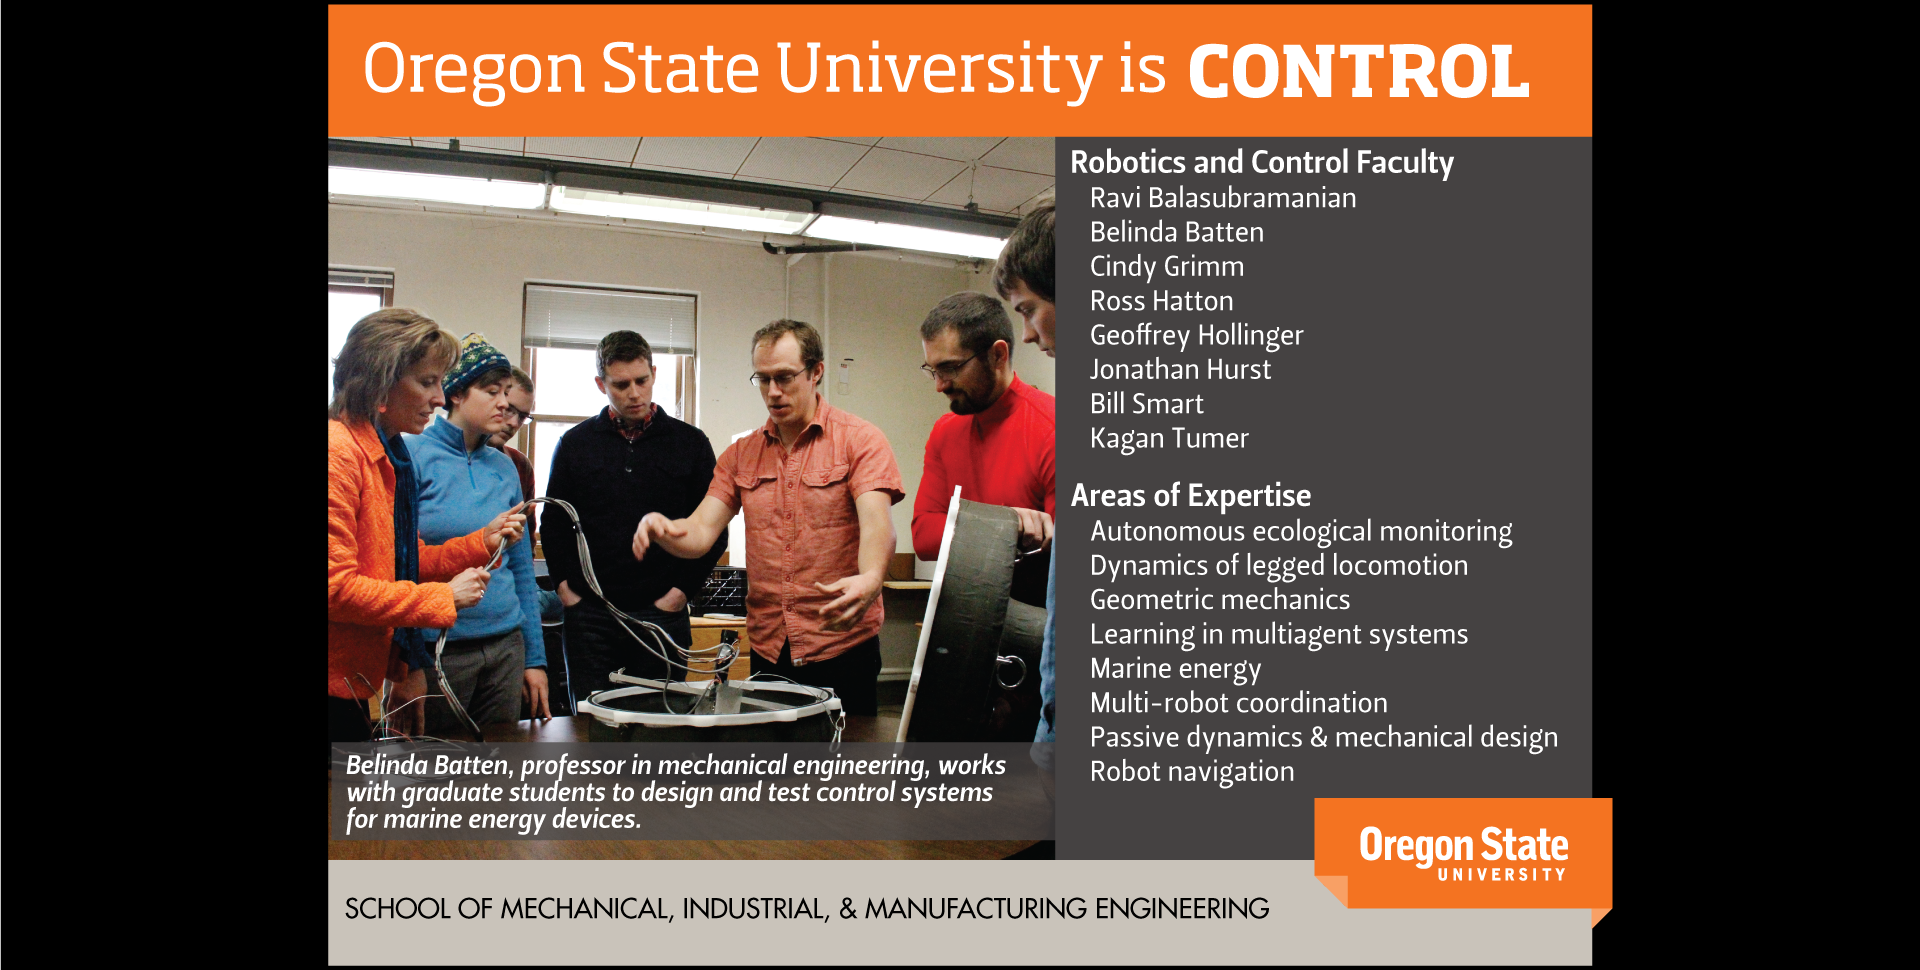 Oregon State University is CONTROL
Robotics and Control Faculty
Ravi Balasubramanian
Belinda Batten
Cindy Grimm
Ross Hatton
Geoffrey Hollinger
Jonathan Hurst
Bill Smart
Kagan Tumer
Areas of Expertise
Autonomous ecological monitoring
Dynamics of legged locomotion
Geometric mechanics
Learning in multiagent systems
Marine energy
Multi-robot coordination
Passive dynamics & mechanical design
Robot navigation
Belinda Batten, professor in mechanical engineering, works
with graduate students to design and test control systems
for marine energy devices.
Oregon State
UNIVERSITY
SCHOOL OF MECHANICAL, INDUSTRIAL, & MANUFACTURING ENGINEERING